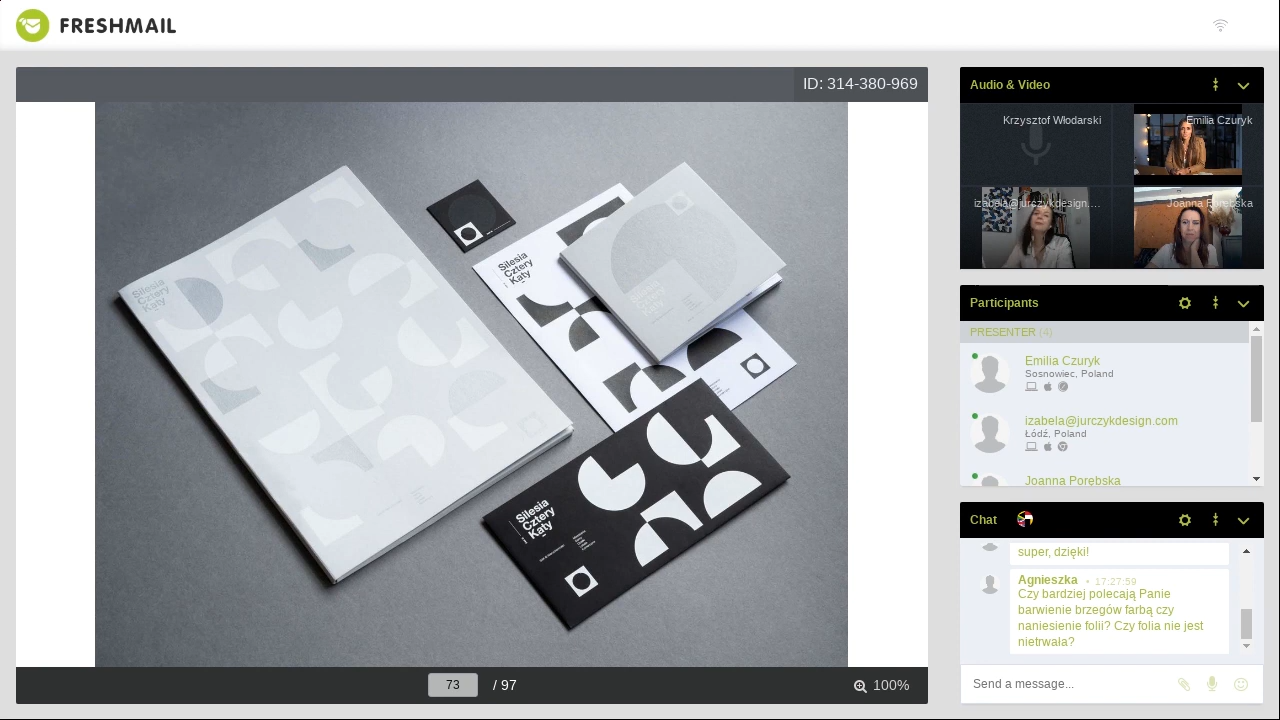 FRESHMAIL
ID: 314-380-969
Silesia
Cztery
Kąty
Silesia
Cztery
Kąty
Silesia
Cztery
Kąty
73 / 97
100%
Audio & Video
Krzysztof Włodarski
Emilia Czuryk
izabela@jurczykdesign.…
Joanna Porębska
Participants
PRESENTER (4)
Emilia Czuryk
Sosnowiec, Poland
izabela@jurczykdesign.com
Łódź, Poland
Joanna Porębska
Chat
super, dzięki!
Agnieszka • 17:27:59
Czy bardziej polecają Panie
barwienie brzegów farbą czy
naniesienie folii? Czy folia nie jest
nietrwała?
Send a message...